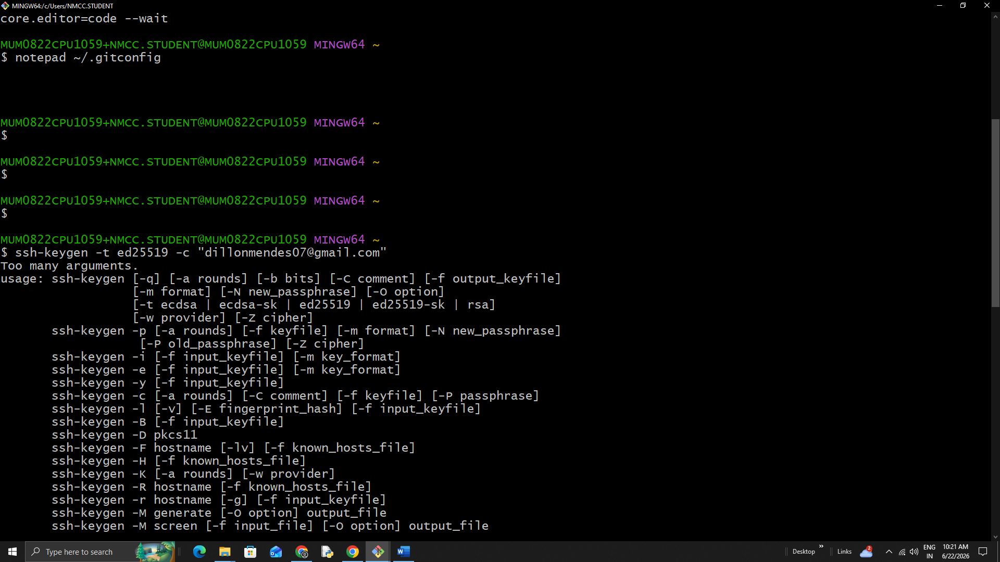 MINGW64:/c/Users/NMCC.STUDENT
core.editor=code --wait
MUM0822CPU1059+NMCC.STUDENT@MUM0822CPU1059 MINGW64 ~
$ notepad ~/.gitconfig
MUM0822CPU1059+NMCC.STUDENT@MUM0822CPU1059 MINGW64 ~
$
MUM0822CPU1059+NMCC.STUDENT@MUM0822CPU1059 MINGW64 ~
$
MUM0822CPU1059+NMCC.STUDENT@MUM0822CPU1059 MINGW64 ~
$
MUM0822CPU1059+NMCC.STUDENT@MUM0822CPU1059 MINGW64 ~
$ ssh-keygen -t ed25519 -c "dillonmendes07@gmail.com"
Too many arguments.
usage: ssh-keygen [-q] [-a rounds] [-b bits] [-C comment] [-f output_keyfile]
[-m format] [-N new_passphrase] [-O option]
[-t ecdsa | ecdsa-sk | ed25519 | ed25519-sk | rsa]
[-w provider] [-Z cipher]
ssh-keygen -p [-a rounds] [-f keyfile] [-m format] [-N new_passphrase]
[-P old_passphrase] [-Z cipher]
ssh-keygen -i [-f input_keyfile] [-m key_format]
ssh-keygen -e [-f input_keyfile] [-m key_format]
ssh-keygen -y [-f input_keyfile]
ssh-keygen -c [-a rounds] [-C comment] [-f keyfile] [-P passphrase]
ssh-keygen -l [-v] [-E fingerprint_hash] [-f input_keyfile]
ssh-keygen -B [-f input_keyfile]
ssh-keygen -D pkcs11
ssh-keygen -F hostname [-lv] [-f known_hosts_file]
ssh-keygen -H [-f known_hosts_file]
ssh-keygen -K [-a rounds] [-w provider]
ssh-keygen -R hostname [-f known_hosts_file]
ssh-keygen -r hostname [-g] [-f input_keyfile]
ssh-keygen -M generate [-O option] output_file
ssh-keygen -M screen [-f input_file] [-O option] output_file
Type here to search
Desktop
Links
2
ENG
IN
10:21 AM
6/22/2026